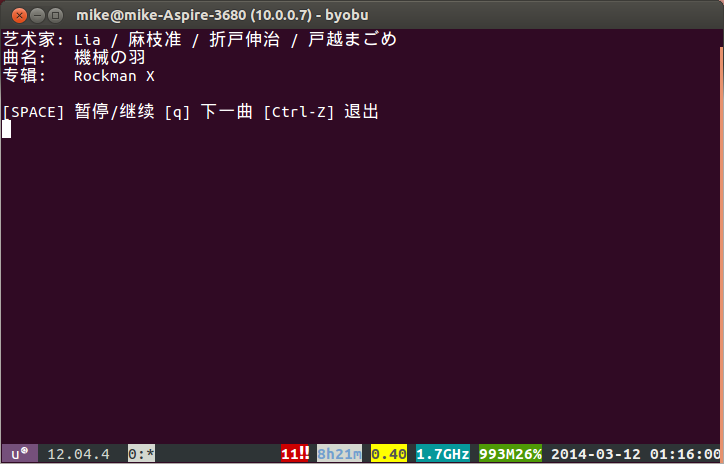 mike@mike-Aspire-3680 (10.0.0.7) - byobu
艺术家: Lia / 麻枝准 / 折戸伸治 / 戸越まごめ
曲名: 機械の羽
专辑: Rockman X
[SPACE] 暂停/继续 [q] 下一曲 [Ctrl-Z] 退出
u® 12.04.4 0:* 11!! 8h21m 0.40 1.7GHz 993M26% 2014-03-12 01:16:00